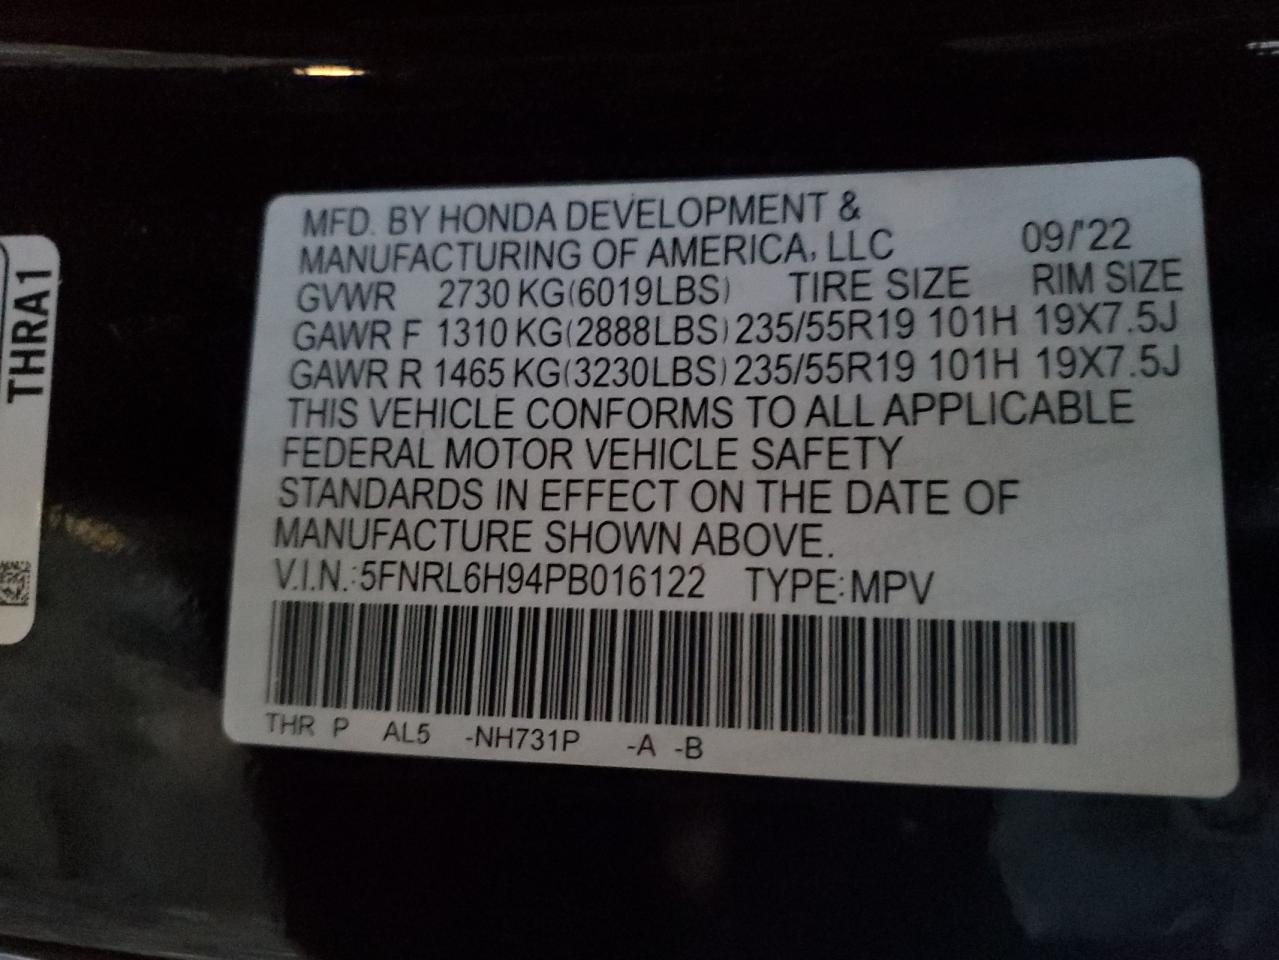 MFD. BY HONDA DEVELOPMENT &
MANUFACTURING OF AMERICA, LLC 09/'22
GVWR 2730 KG(6019LBS) TIRE SIZE RIM SIZE
GAWR F 1310 KG(2888LBS) 235/55R19 101H 19X7.5J
GAWR R 1465 KG(3230LBS) 235/55R19 101H 19X7.5J
THIS VEHICLE CONFORMS TO ALL APPLICABLE
FEDERAL MOTOR VEHICLE SAFETY
STANDARDS IN EFFECT ON THE DATE OF
MANUFACTURE SHOWN ABOVE.
V.I.N.:5FNRL6H94PB016122 TYPE:MPV
THR P AL5 -NH731P -A -B
THRA1